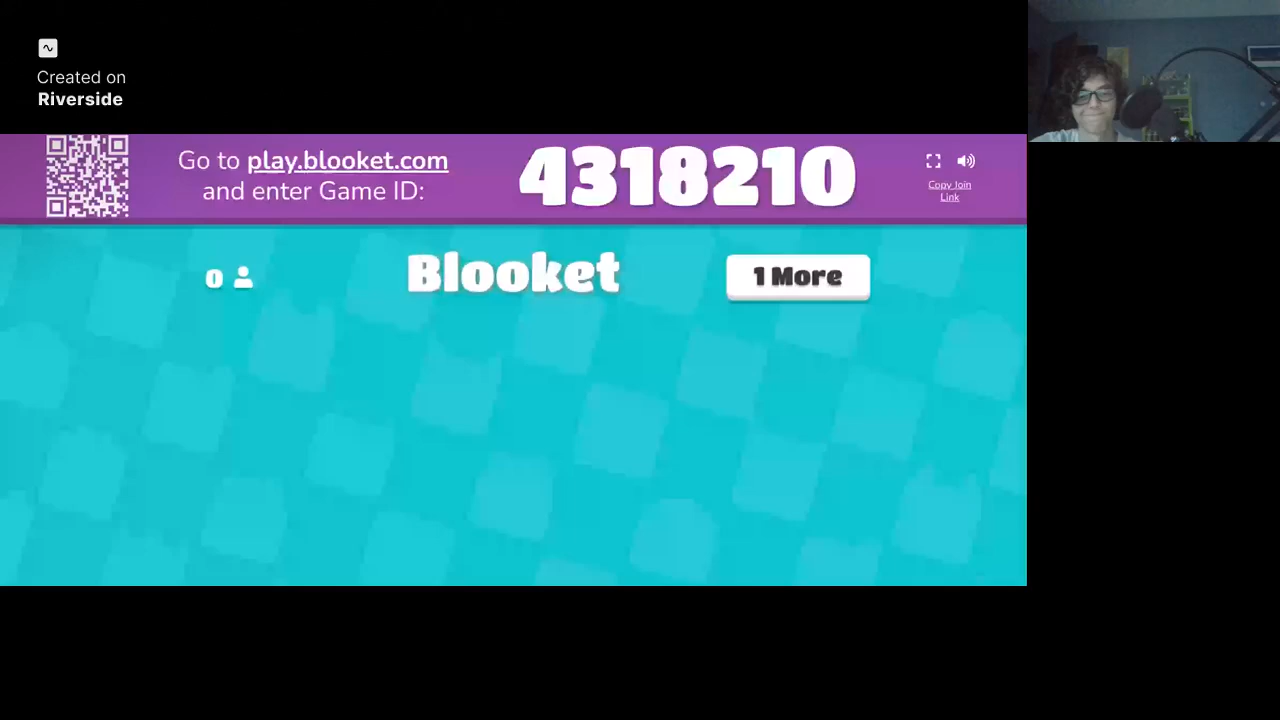 Created on
Riverside
Go to play.blooket.com
and enter Game ID:
4318210
Copy Join
Link
0
Blooket
1 More